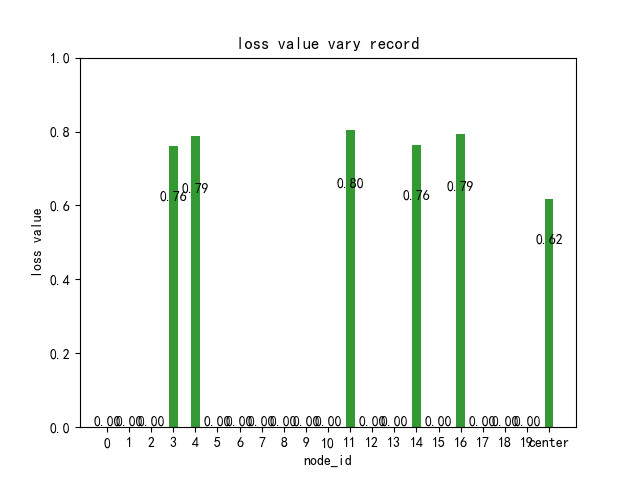 loss value vary record
1.0
0.8
0.6
0.4
0.2
0.0
loss value
0.00 0.00 0.00 0.76 0.79 0.00 0.00 0.00 0.00 0.00 0.00 0.80 0.00 0.00 0.76 0.00 0.79 0.00 0.00 0.00 0.62
0 1 2 3 4 5 6 7 8 9 10 11 12 13 14 15 16 17 18 19 center
node_id